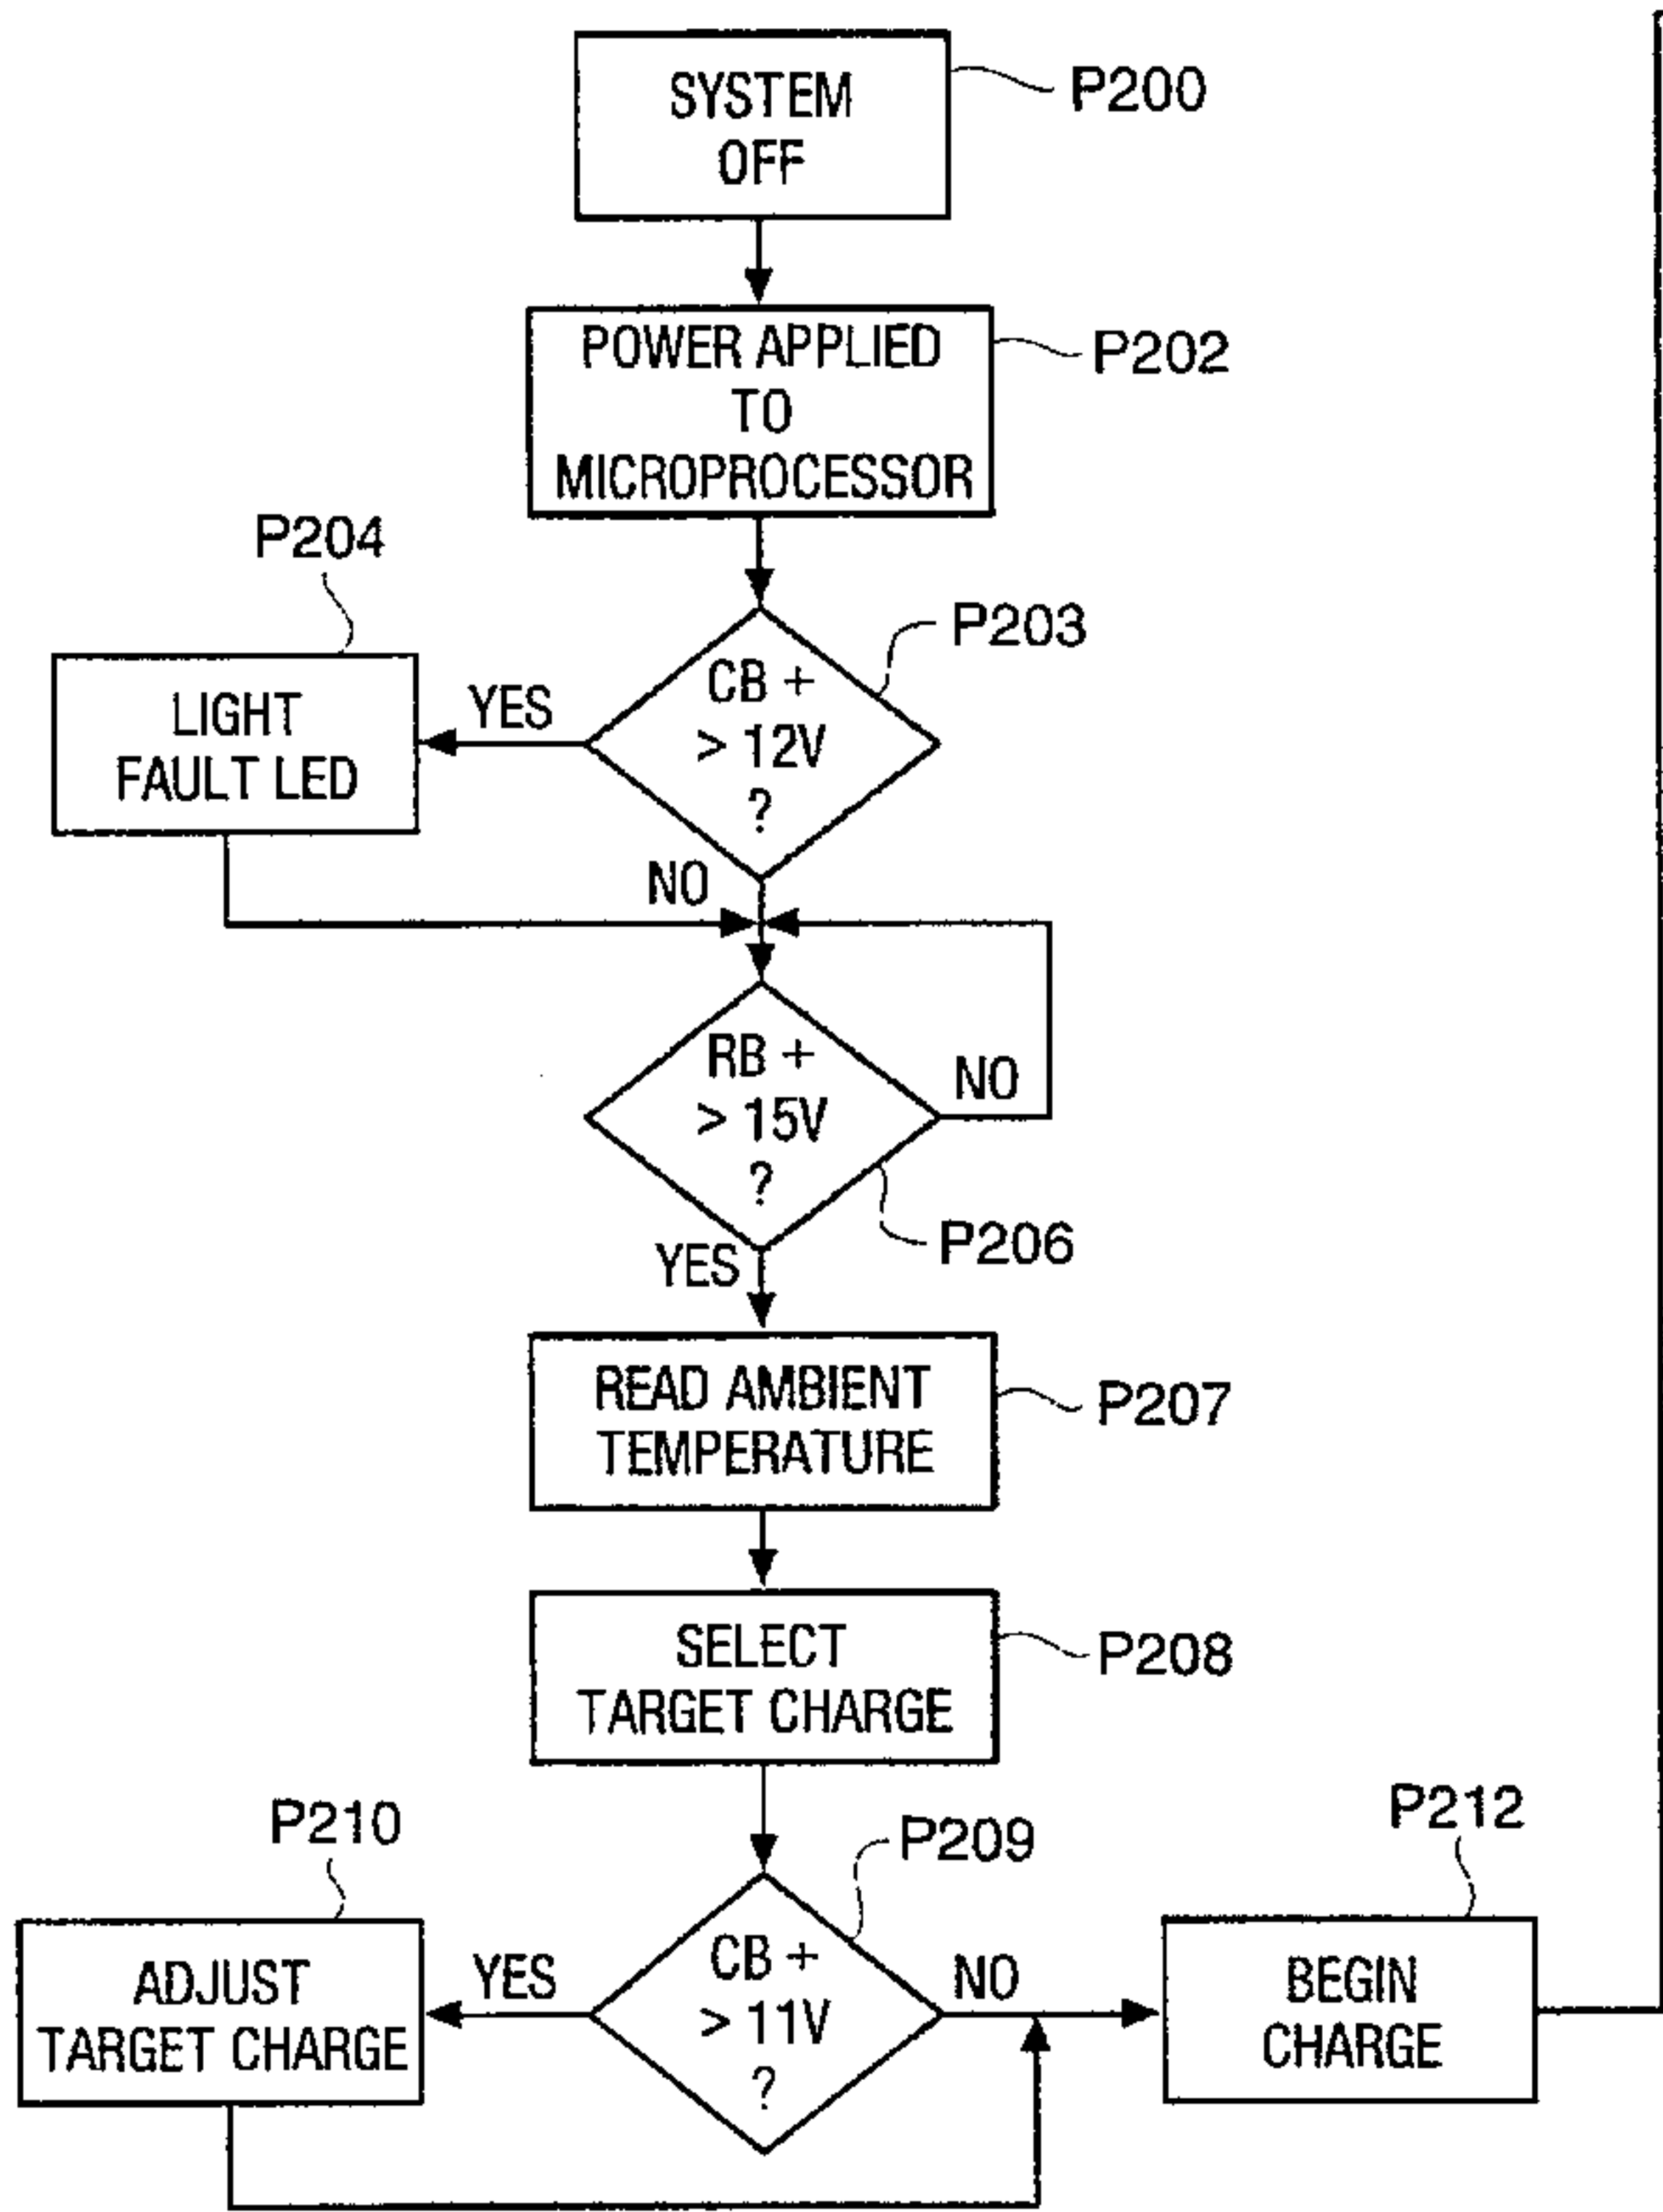 SYSTEM
OFF
P200
POWER APPLIED
TO
MICROPROCESSOR
P202
P204
P203
LIGHT
FAULT LED
YES
CB +
> 12V
?
NO
RB +
> 15V
?
NO
P206
YES
READ AMBIENT
TEMPERATURE
P207
SELECT
TARGET CHARGE
P208
P210
P209
P212
ADJUST
TARGET CHARGE
YES
CB +
> 11V
?
NO
BEGIN
CHARGE